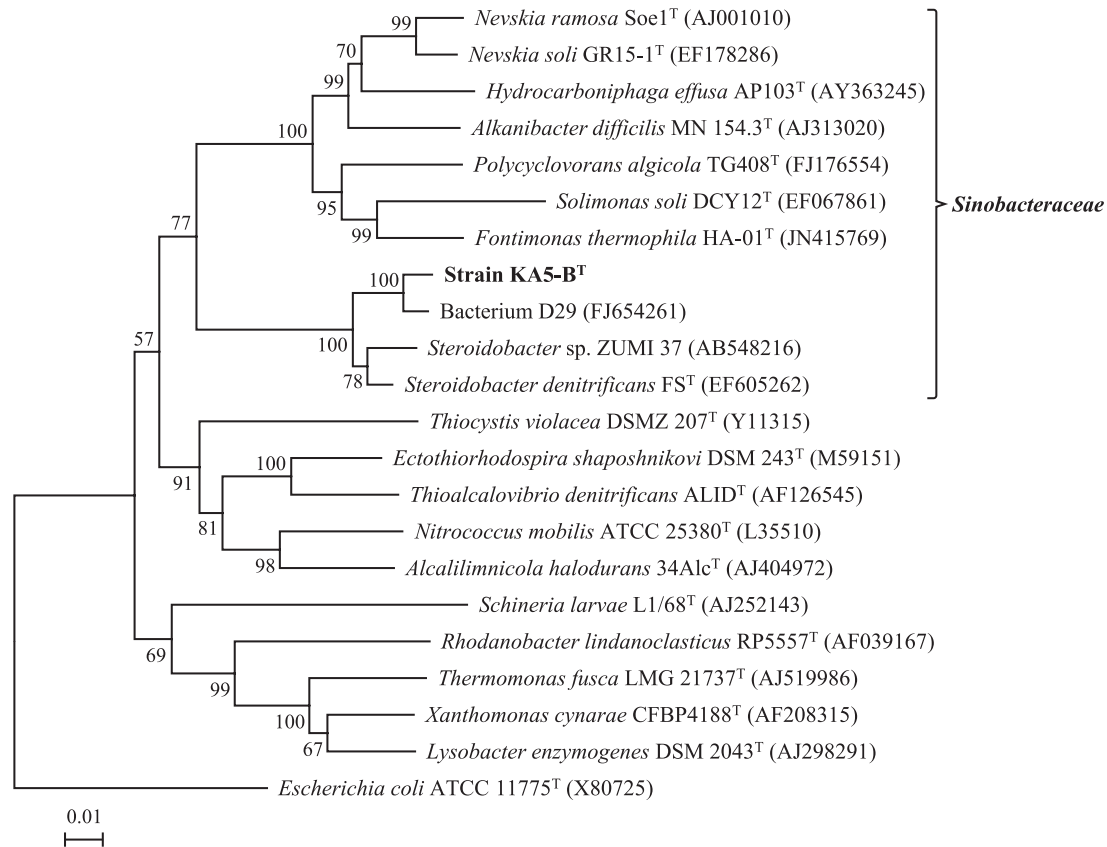 99 Nevskia ramosa Soe1ᵀ (AJ001010)
Nevskia soli GR15-1ᵀ (EF178286)
70
99 Hydrocarboniphaga effusa AP103ᵀ (AY363245)
100 Alkanibacter difficilis MN 154.3ᵀ (AJ313020)
Polycyclovorans algicola TG408ᵀ (FJ176554)
95 Solimonas soli DCY12ᵀ (EF067861)
Sinobacteraceae
77
99 Fontimonas thermophila HA-01ᵀ (JN415769)
100 Strain KA5-Bᵀ
Bacterium D29 (FJ654261)
57
100 Steroidobacter sp. ZUMI 37 (AB548216)
78 Steroidobacter denitrificans FSᵀ (EF605262)
Thiocystis violacea DSMZ 207ᵀ (Y11315)
100 Ectothiorhodospira shaposhnikovi DSM 243ᵀ (M59151)
91
Thioalcalovibrio denitrificans ALIDᵀ (AF126545)
81 Nitrococcus mobilis ATCC 25380ᵀ (L35510)
98 Alcalilimnicola halodurans 34Alcᵀ (AJ404972)
Schineria larvae L1/68ᵀ (AJ252143)
69 Rhodanobacter lindanoclasticus RP5557ᵀ (AF039167)
99 Thermomonas fusca LMG 21737ᵀ (AJ519986)
100 Xanthomonas cynarae CFBP4188ᵀ (AF208315)
67 Lysobacter enzymogenes DSM 2043ᵀ (AJ298291)
Escherichia coli ATCC 11775ᵀ (X80725)
0.01